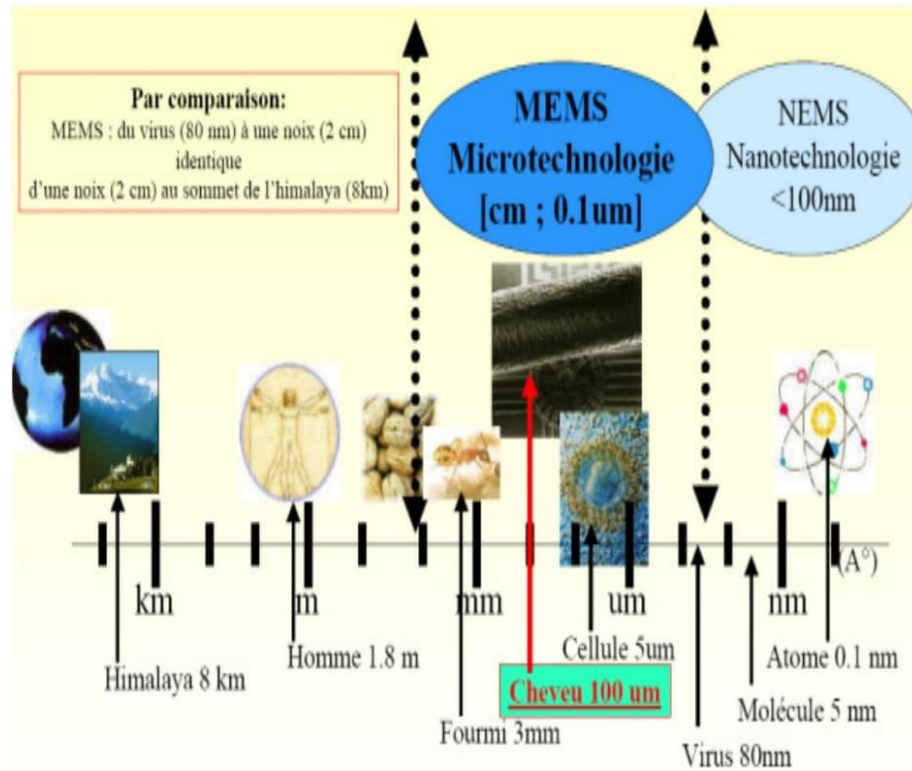 Par comparaison:
MEMS : du virus (80 nm) à une noix (2 cm)
identique
d'une noix (2 cm) au sommet de l'himalaya (8km)
MEMS
Microtechnologie
[cm ; 0.1um]
NEMS
Nanotechnologie
<100nm
km
m
mm
um
nm
(A°)
Himalaya 8 km
Homme 1.8 m
Fourmi 3mm
Cheveu 100 um
Cellule 5um
Virus 80nm
Molécule 5 nm
Atome 0.1 nm